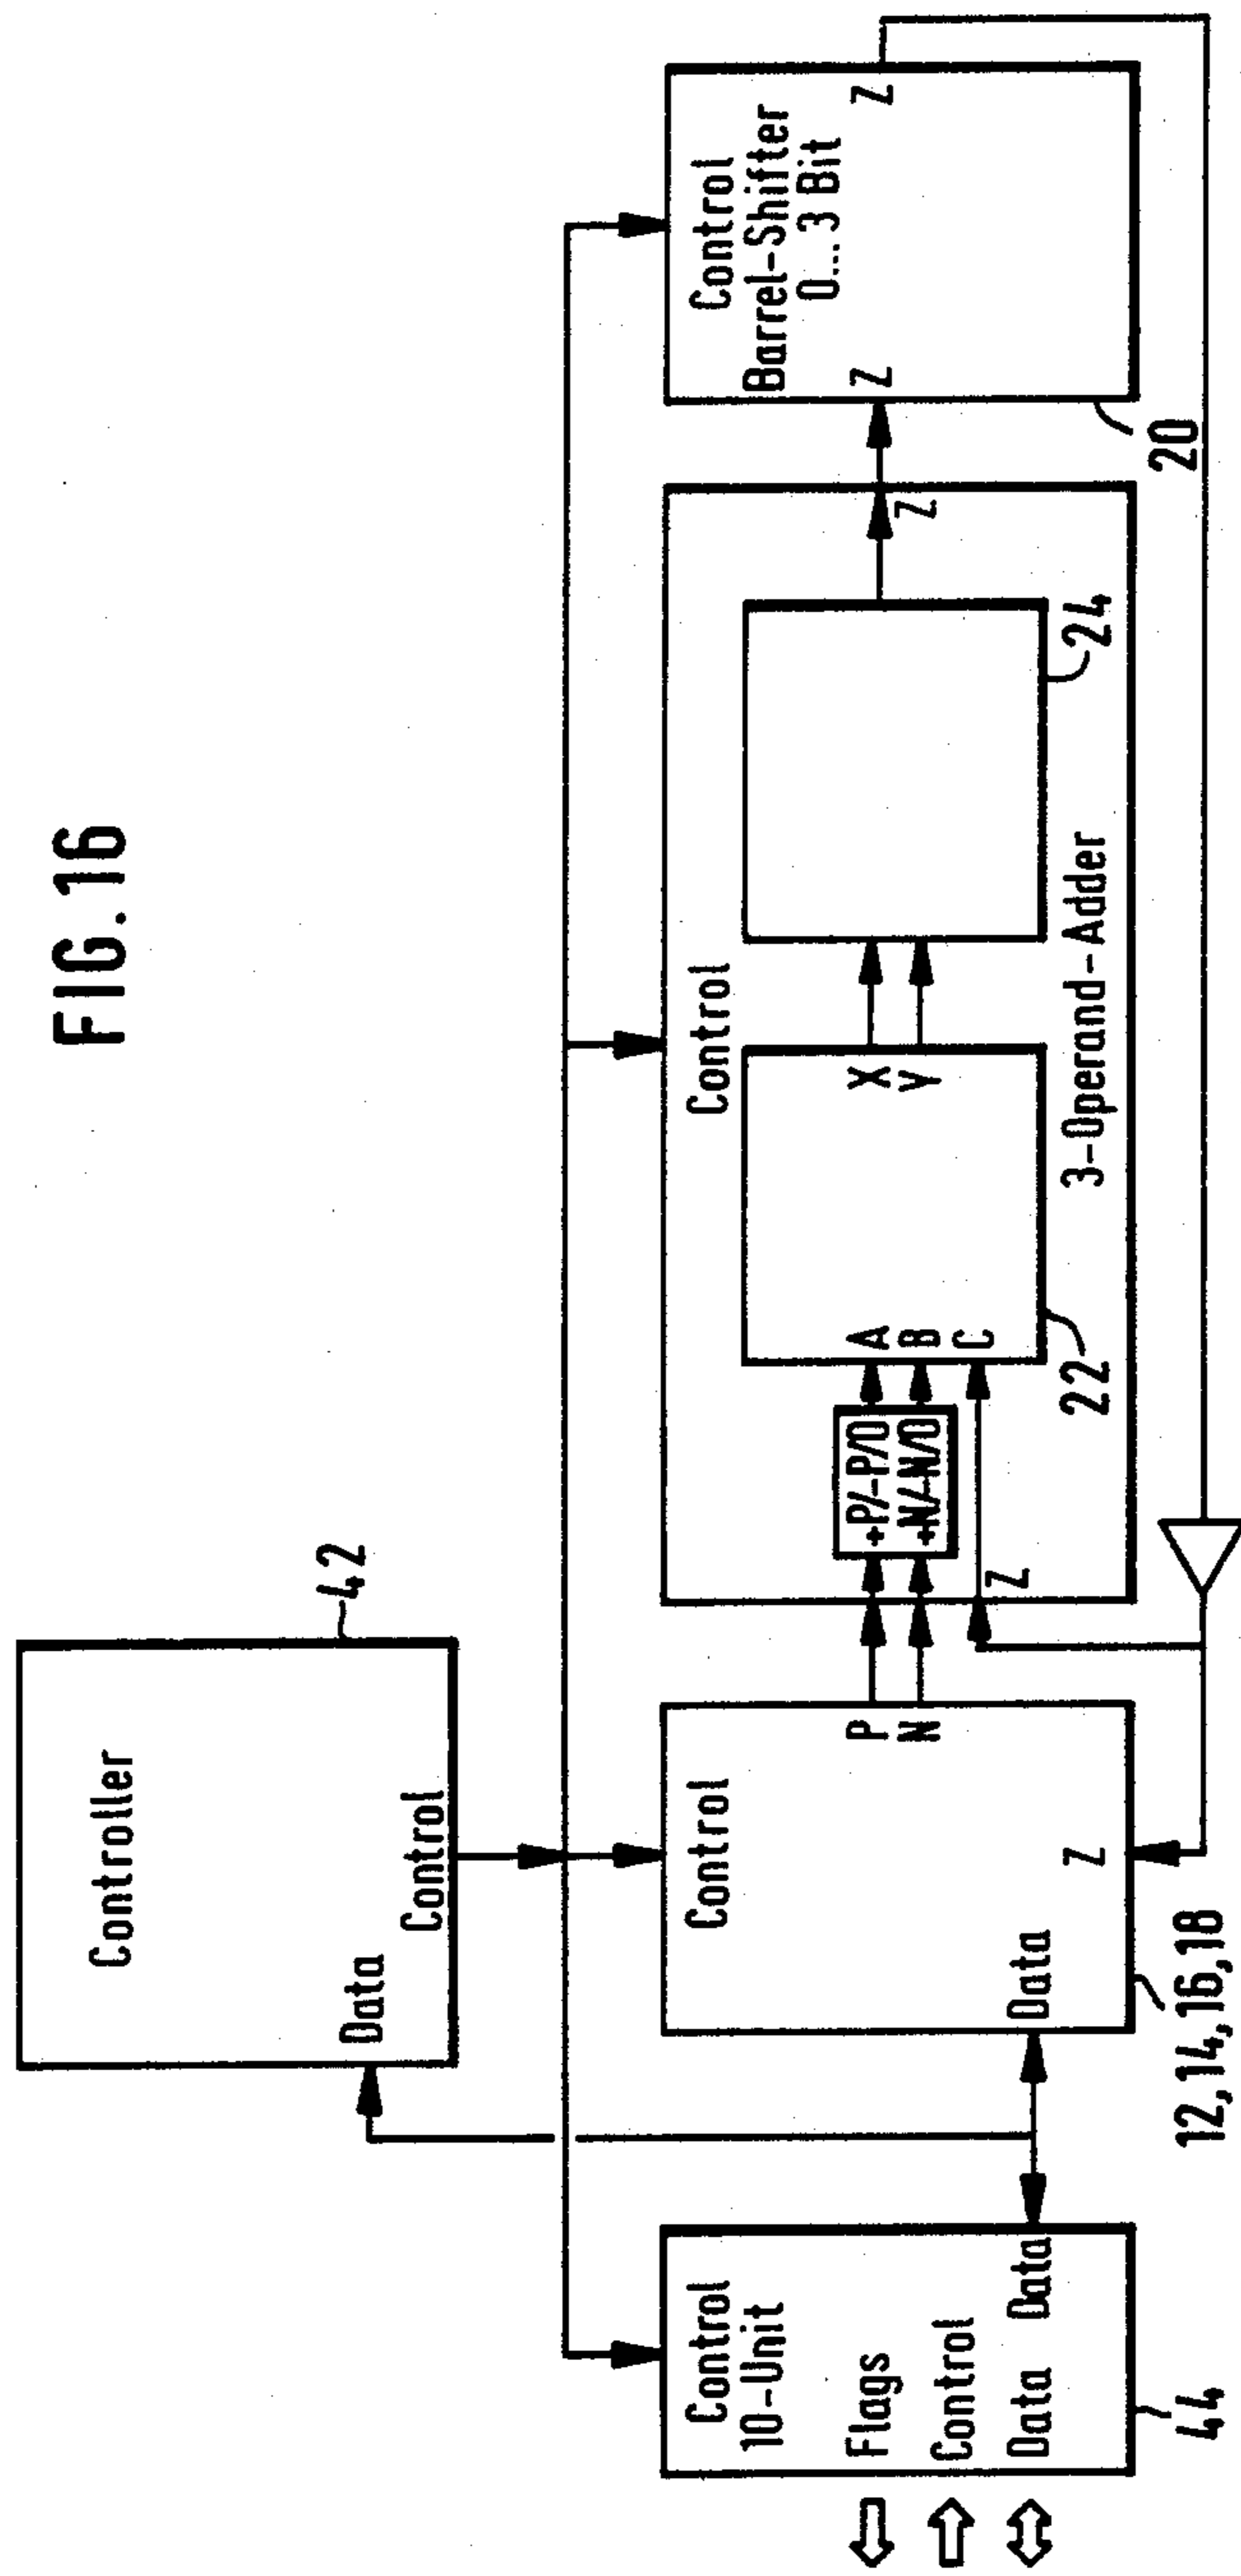 FIG.16
Controller
Data
Control
42
Control
10-Unit
Flags
Control
Data
Data
44
Control
P
N
Data
Z
12,14,16,18
Control
+P/-P/0
+N/-N/0
Z
A
B
C
X
Y
22
24
Z
3-Operand-Adder
Control
Barrel-Shifter
0...3 Bit
Z
Z
20